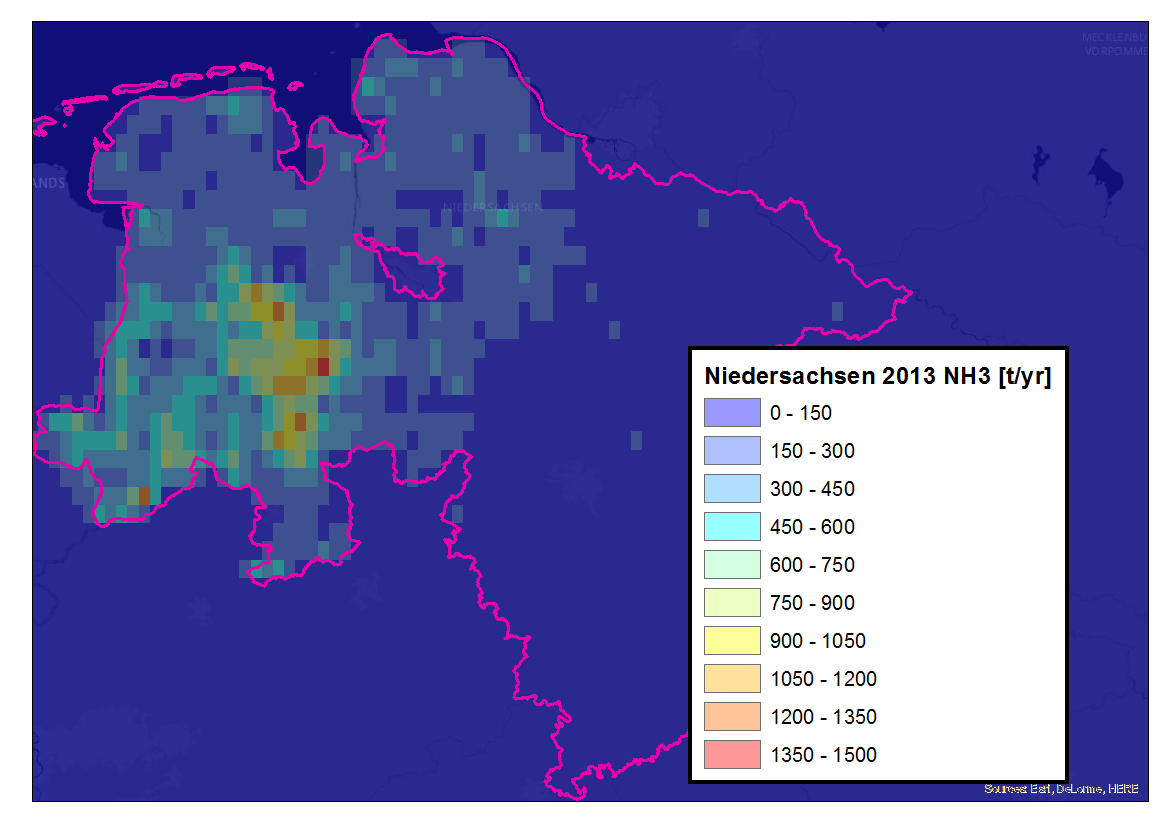 MECKLENBU
VORPOMME
ANDS
NIEDERSACHSEN
Niedersachsen 2013 NH3 [t/yr]
0 - 150
150 - 300
300 - 450
450 - 600
600 - 750
750 - 900
900 - 1050
1050 - 1200
1200 - 1350
1350 - 1500
Sources: Esri, DeLorme, HERE